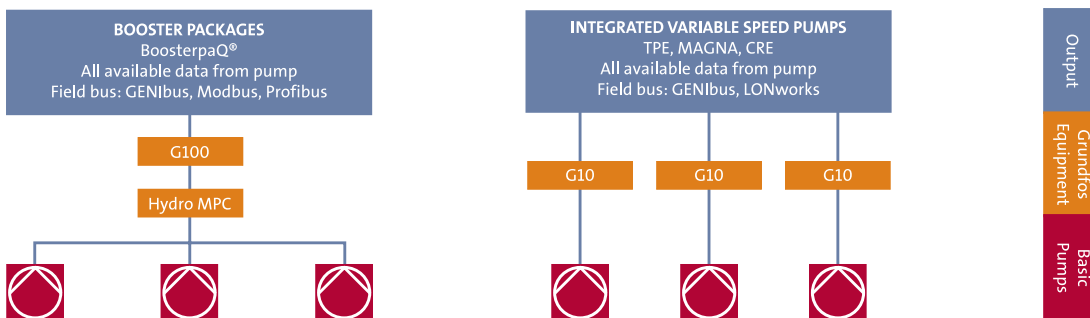 BOOSTER PACKAGES
BoosterpaQ®
All available data from pump
Field bus: GENIbus, Modbus, Profibus
G100
Hydro MPC
INTEGRATED VARIABLE SPEED PUMPS
TPE, MAGNA, CRE
All available data from pump
Field bus: GENIbus, LONworks
G10
G10
G10
Output
Grundfos
Equipment
Basic
Pumps